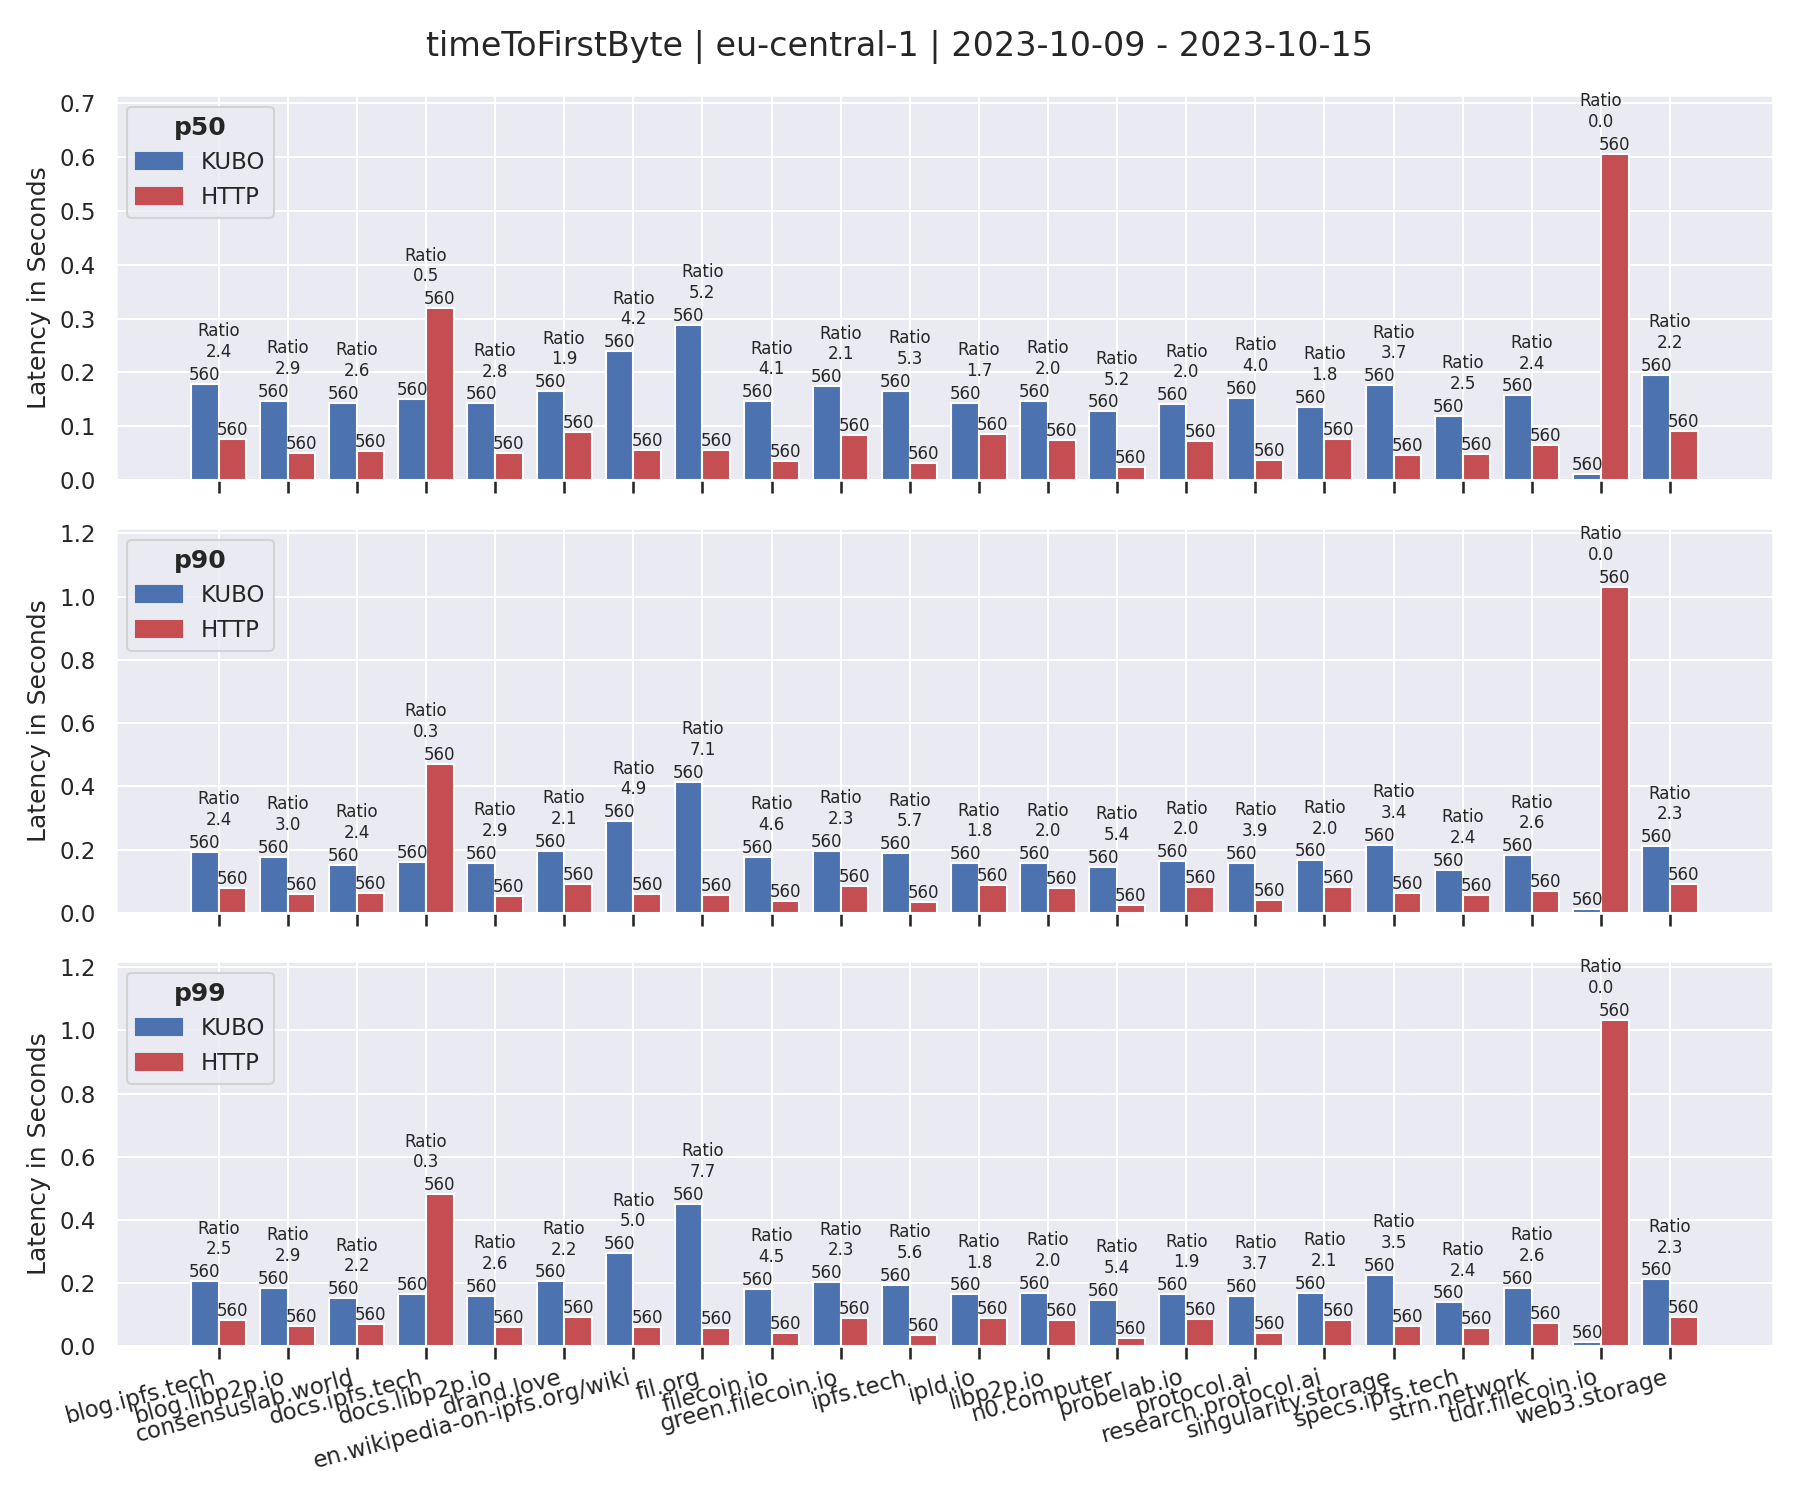 timeToFirstByte | eu-central-1 | 2023-10-09 - 2023-10-15
Latency in Seconds
0.7
0.6
0.5
0.4
0.3
0.2
0.1
0.0
p50
KUBO
HTTP
Ratio
2.4
560
560
Ratio
2.9
560
560
Ratio
2.6
560
560
Ratio
0.5
560
560
Ratio
2.8
560
560
Ratio
1.9
560
560
Ratio
4.2
560
560
Ratio
5.2
560
560
Ratio
4.1
560
560
Ratio
2.1
560
560
Ratio
5.3
560
560
Ratio
1.7
560
560
Ratio
2.0
560
560
Ratio
5.2
560
560
Ratio
2.0
560
560
Ratio
4.0
560
560
Ratio
1.8
560
560
Ratio
3.7
560
560
Ratio
2.5
560
560
Ratio
2.4
560
560
Ratio
0.0
560
560
Ratio
2.2
560
560
Latency in Seconds
1.2
1.0
0.8
0.6
0.4
0.2
0.0
p90
KUBO
HTTP
Ratio
2.4
560
560
Ratio
3.0
560
560
Ratio
2.4
560
560
Ratio
0.3
560
560
Ratio
2.9
560
560
Ratio
2.1
560
560
Ratio
4.9
560
560
Ratio
7.1
560
560
Ratio
4.6
560
560
Ratio
2.3
560
560
Ratio
5.7
560
560
Ratio
1.8
560
560
Ratio
2.0
560
560
Ratio
5.4
560
560
Ratio
2.0
560
560
Ratio
3.9
560
560
Ratio
2.0
560
560
Ratio
3.4
560
560
Ratio
2.4
560
560
Ratio
2.6
560
560
Ratio
0.0
560
560
Ratio
2.3
560
560
Latency in Seconds
1.2
1.0
0.8
0.6
0.4
0.2
0.0
p99
KUBO
HTTP
Ratio
2.5
560
560
Ratio
2.9
560
560
Ratio
2.2
560
560
Ratio
0.3
560
560
Ratio
2.6
560
560
Ratio
2.2
560
560
Ratio
5.0
560
560
Ratio
7.7
560
560
Ratio
4.5
560
560
Ratio
2.3
560
560
Ratio
5.6
560
560
Ratio
1.8
560
560
Ratio
2.0
560
560
Ratio
5.4
560
560
Ratio
1.9
560
560
Ratio
3.7
560
560
Ratio
2.1
560
560
Ratio
3.5
560
560
Ratio
2.4
560
560
Ratio
2.6
560
560
Ratio
0.0
560
560
Ratio
2.3
560
560
blog.ipfs.tech
blog.libp2p.io
consensuslab.world
docs.ipfs.tech
docs.libp2p.io
drand.love
en.wikipedia-on-ipfs.org/wiki
fil.org
filecoin.io
green.filecoin.io
ipfs.tech
ipld.io
libp2p.io
n0.computer
probelab.io
protocol.ai
research.protocol.ai
singularity.storage
specs.ipfs.tech
strn.network
tldr.filecoin.io
web3.storage